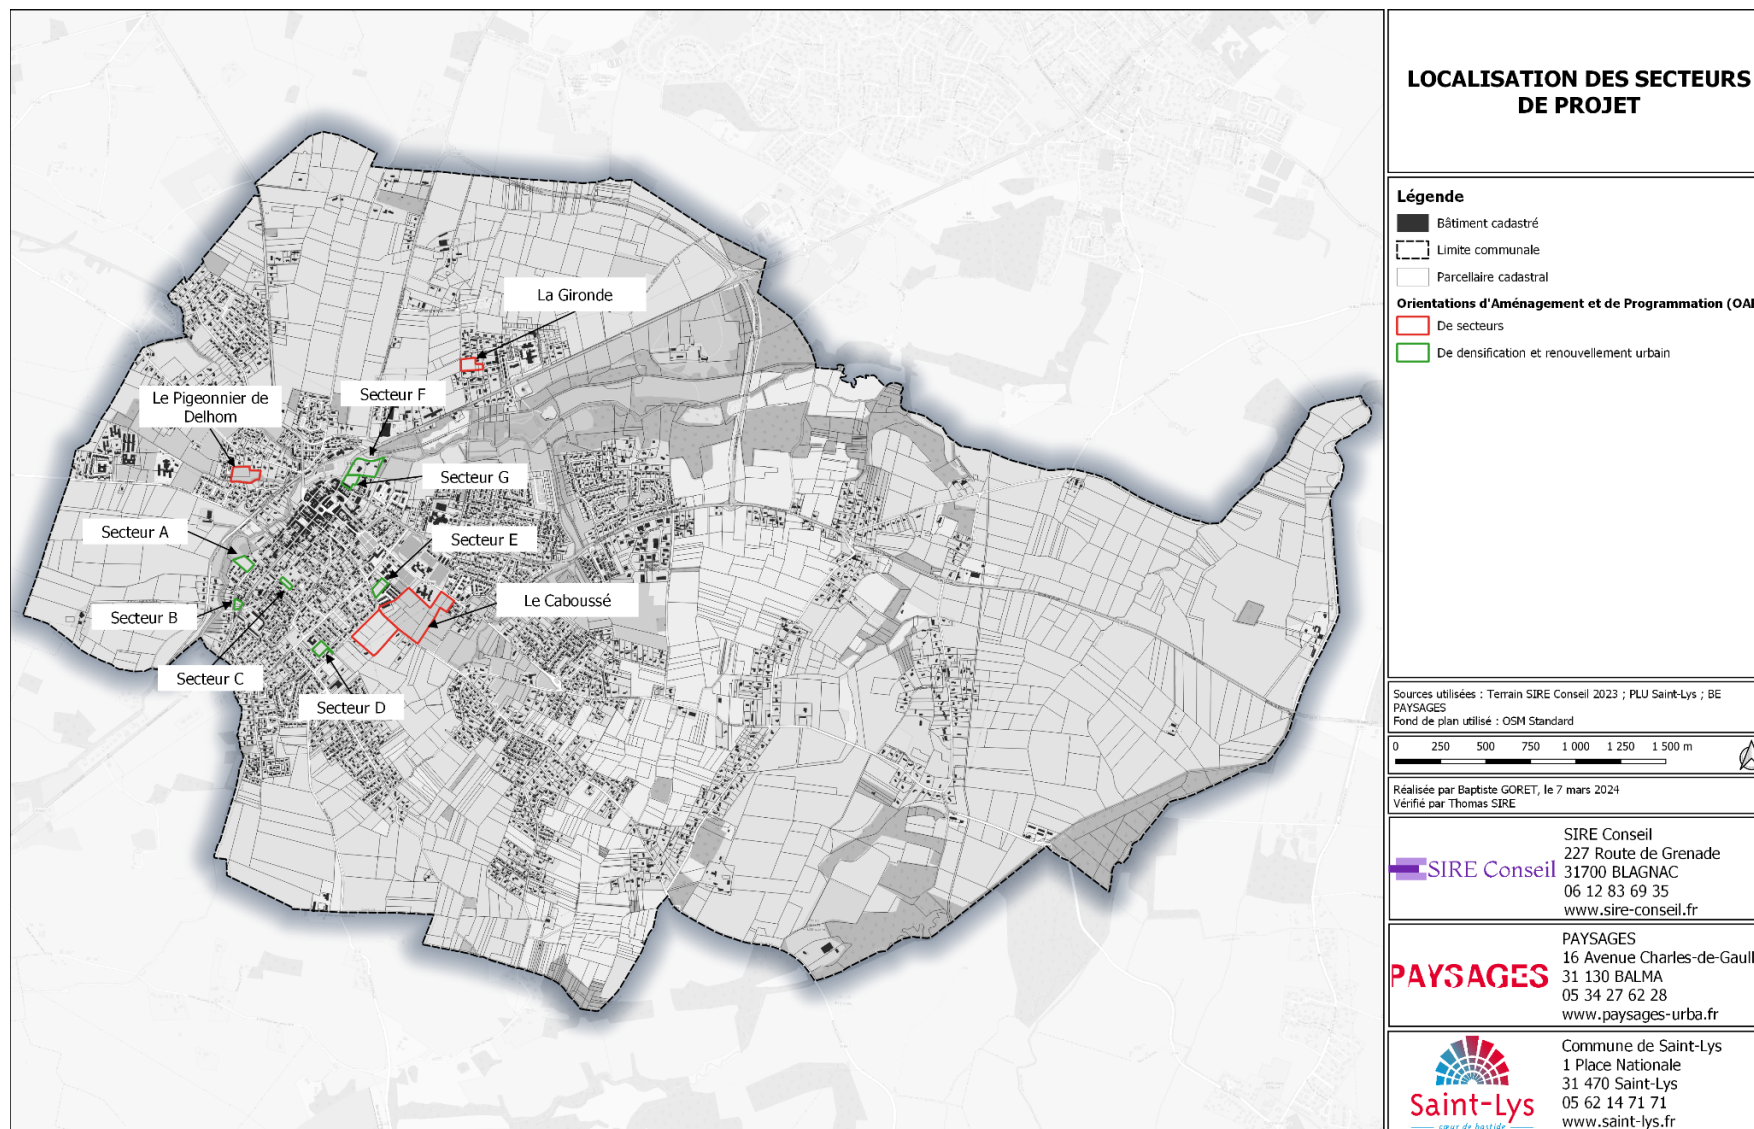 LOCALISATION DES SECTEURS
DE PROJET
Légende
Bâtiment cadastré
Limite communale
Parcellaire cadastral
Orientations d'Aménagement et de Programmation (OA
De secteurs
De densification et renouvellement urbain
La Gironde
Secteur F
Le Pigeonnier de
Delhom
Secteur G
Secteur A
Secteur E
Le Caboussé
Secteur B
Secteur C
Secteur D
Sources utilisées : Terrain SIRE Conseil 2023 ; PLU Saint-Lys ; BE
PAYSAGES
Fond de plan utilisé : OSM Standard
0 250 500 750 1 000 1 250 1 500 m
Réalisée par Baptiste GORET, le 7 mars 2024
Vérifié par Thomas SIRE
SIRE Conseil
SIRE Conseil
227 Route de Grenade
31700 BLAGNAC
06 12 83 69 35
www.sire-conseil.fr
PAYSAGES
PAYSAGES
16 Avenue Charles-de-Gaull
31 130 BALMA
05 34 27 62 28
www.paysages-urba.fr
Saint-Lys
cœur de bastide
Commune de Saint-Lys
1 Place Nationale
31 470 Saint-Lys
05 62 14 71 71
www.saint-lys.fr